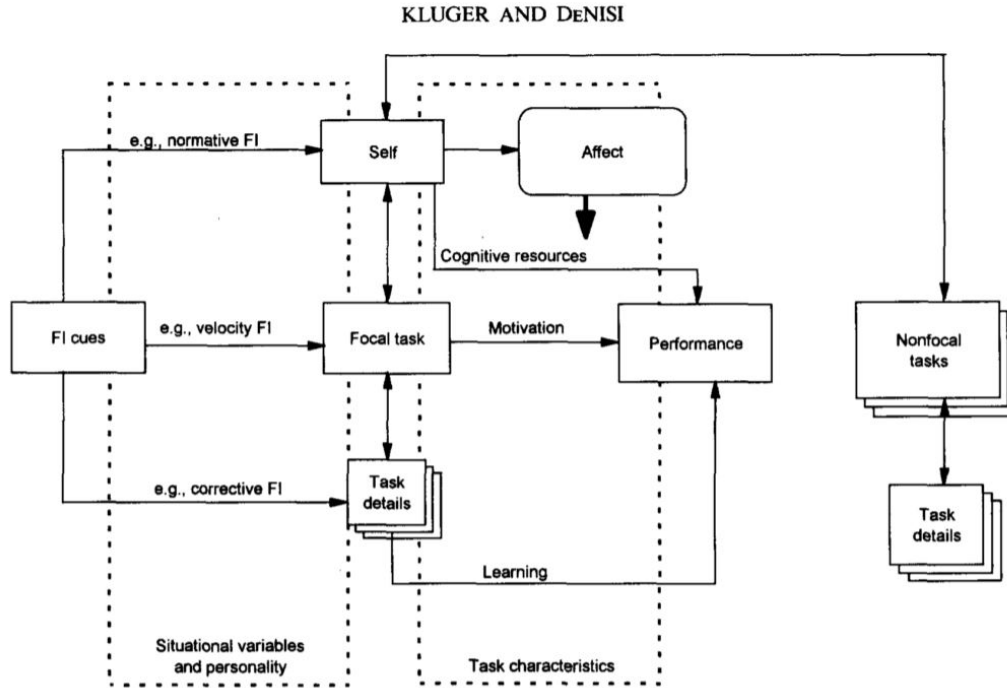 KLUGER AND DENISI
e.g., normative FI
Self
Affect
Cognitive resources
FI cues
e.g., velocity FI
Focal task
Motivation
Performance
Nonfocal
tasks
e.g., corrective FI
Task
details
Task
details
Learning
Situational variables
and personality
Task characteristics